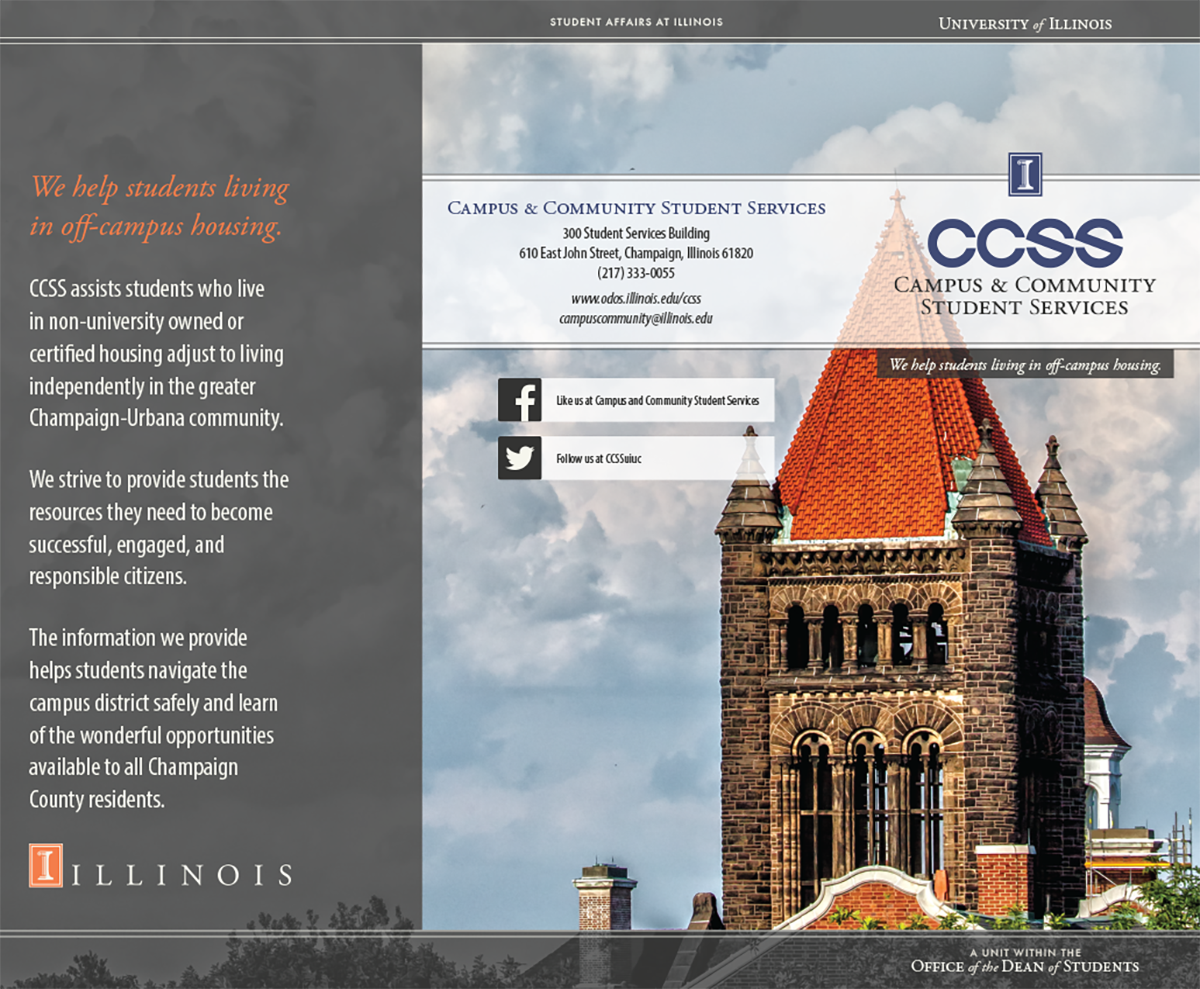 STUDENT AFFAIRS AT ILLINOIS
UNIVERSITY of ILLINOIS
We help students living
in off-campus housing.
CCSS assists students who live
in non-university owned or
certified housing adjust to living
independently in the greater
Champaign-Urbana community.
We strive to provide students the
resources they need to become
successful, engaged, and
responsible citizens.
The information we provide
helps students navigate the
campus district safely and learn
of the wonderful opportunities
available to all Champaign
County residents.
I ILLINOIS
CAMPUS & COMMUNITY STUDENT SERVICES
300 Student Services Building
610 East John Street, Champaign, Illinois 61820
(217) 333-0055
www.odos.illinois.edu/ccss
campuscommunity@illinois.edu
f Like us at Campus and Community Student Services
Follow us at CCSSuiuc
I
CCSS
CAMPUS & COMMUNITY
STUDENT SERVICES
We help students living in off-campus housing.
A UNIT WITHIN THE
OFFICE of the DEAN of STUDENTS